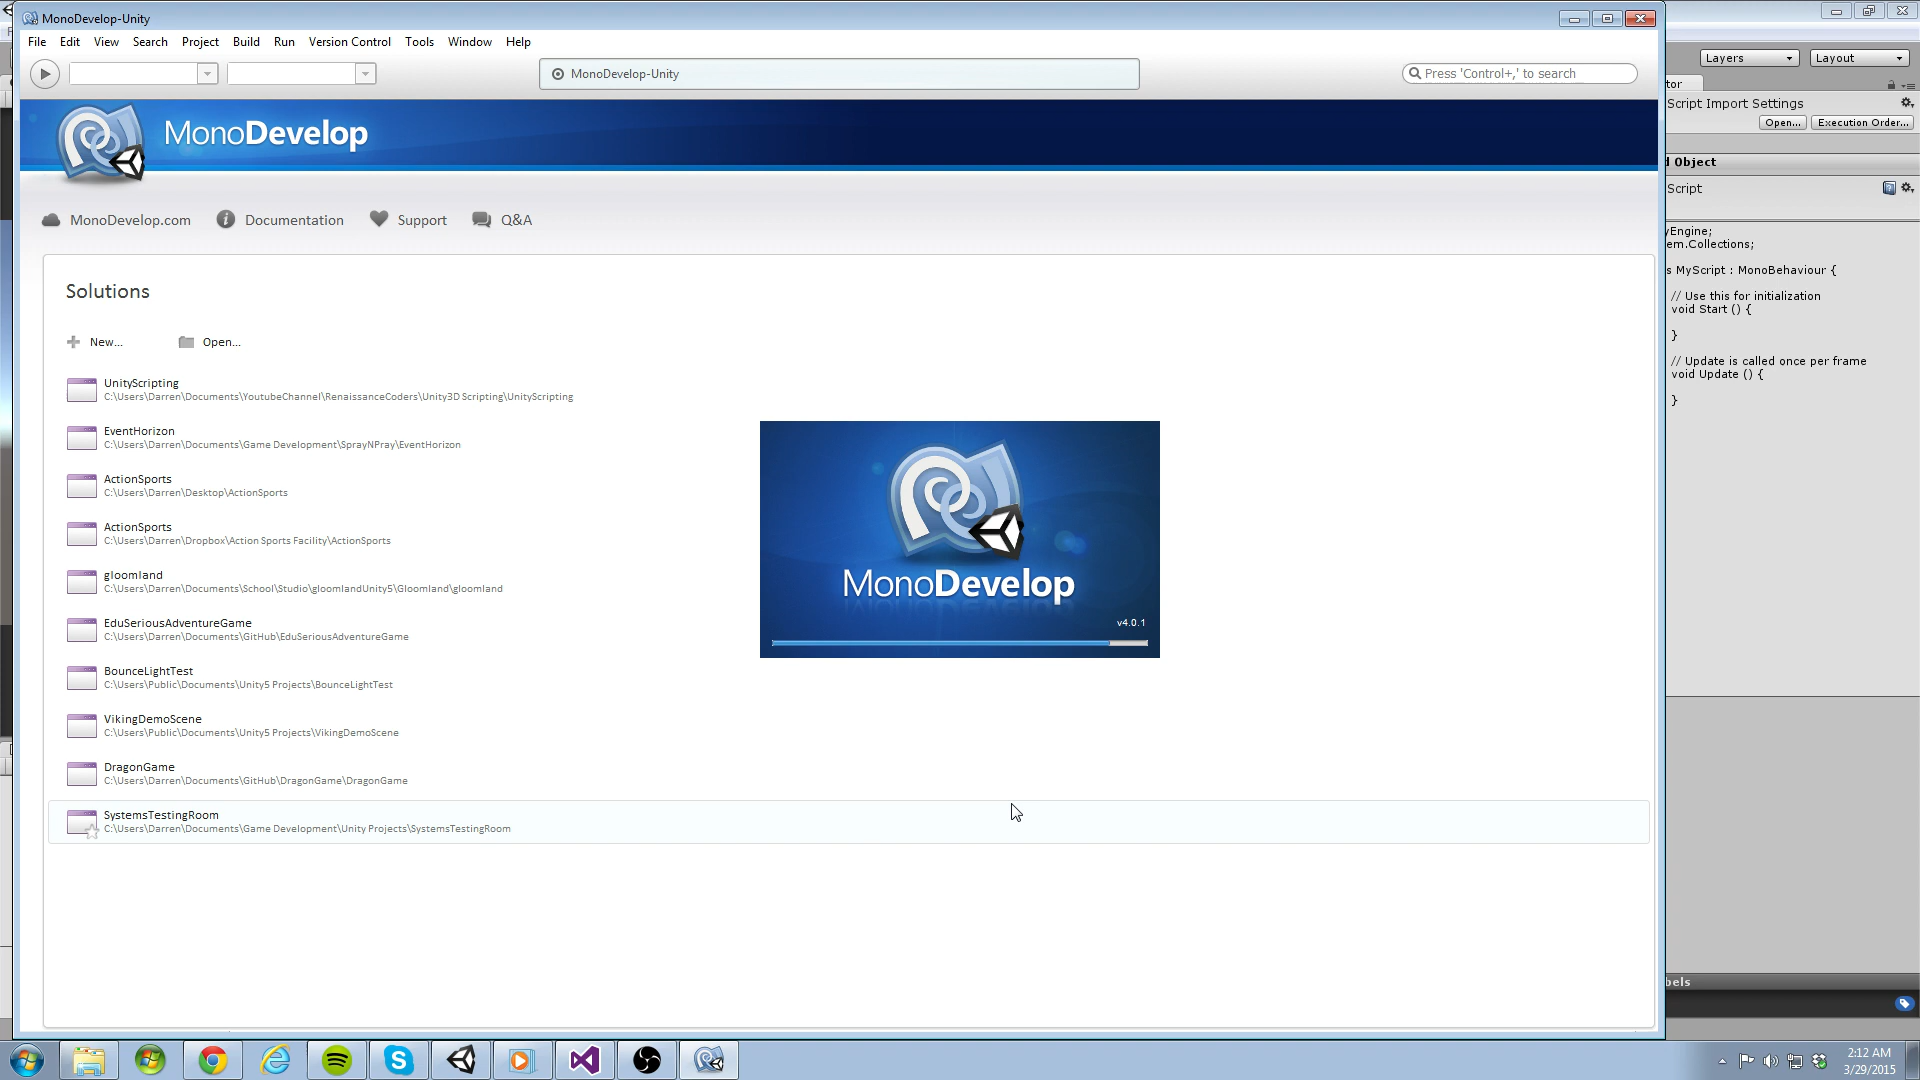 MonoDevelop-Unity
File Edit View Search Project Build Run Version Control Tools Window Help
MonoDevelop-Unity
Press 'Control+,' to search
MonoDevelop
MonoDevelop.com Documentation Support Q&A
Solutions
New... Open...
UnityScripting
C:\Users\Darren\Documents\YoutubeChannel\RenaissanceCoders\Unity3D Scripting\UnityScripting
EventHorizon
C:\Users\Darren\Documents\Game Development\SprayNPray\EventHorizon
ActionSports
C:\Users\Darren\Desktop\ActionSports
ActionSports
C:\Users\Darren\Dropbox\Action Sports Facility\ActionSports
gloomland
C:\Users\Darren\Documents\School\Studio\gloomlandUnity5\Gloomland\gloomland
EduSeriousAdventureGame
C:\Users\Darren\Documents\GitHub\EduSeriousAdventureGame
BounceLightTest
C:\Users\Public\Documents\Unity5 Projects\BounceLightTest
VikingDemoScene
C:\Users\Public\Documents\Unity5 Projects\VikingDemoScene
DragonGame
C:\Users\Darren\Documents\GitHub\DragonGame\DragonGame
SystemsTestingRoom
C:\Users\Darren\Documents\Game Development\Unity Projects\SystemsTestingRoom
MonoDevelop
v4.0.1
Layers Layout
tor
Script Import Settings
Open... Execution Order...
d Object
Script
yEngine;
em.Collections;
s MyScript : MonoBehaviour {
// Use this for initialization
void Start () {
}
// Update is called once per frame
void Update () {
}
bels
2:12 AM
3/29/2015